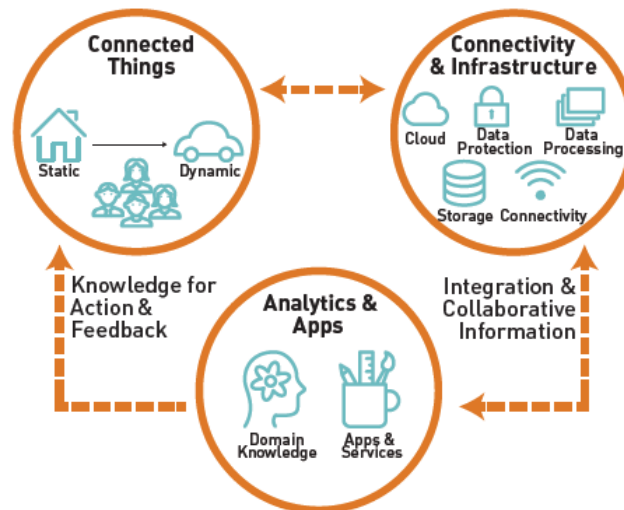 Connected
Things
Static
Dynamic
Connectivity
& Infrastructure
Cloud
Data
Protection
Data
Processing
Storage
Connectivity
Knowledge for
Action &
Feedback
Analytics &
Apps
Domain
Knowledge
Apps &
Services
Integration &
Collaborative
Information